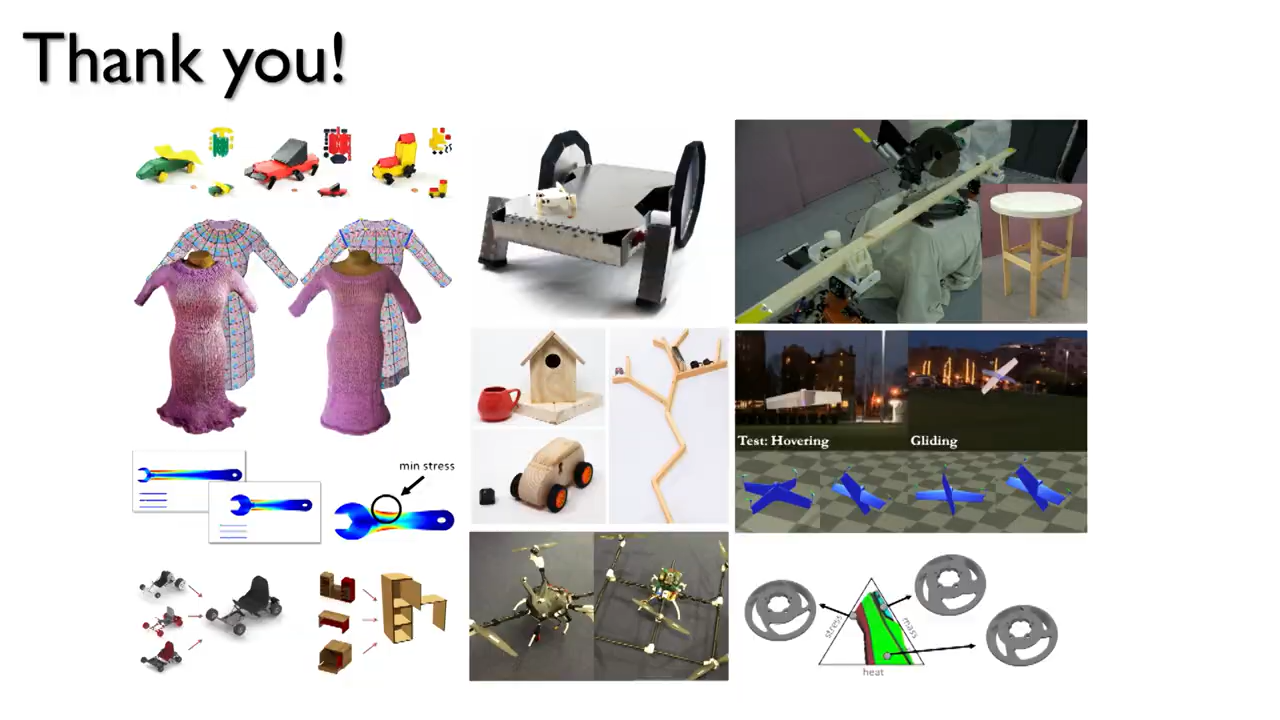 Thank you!
min stress
Test: Hovering
Gliding
stress
mass
heat